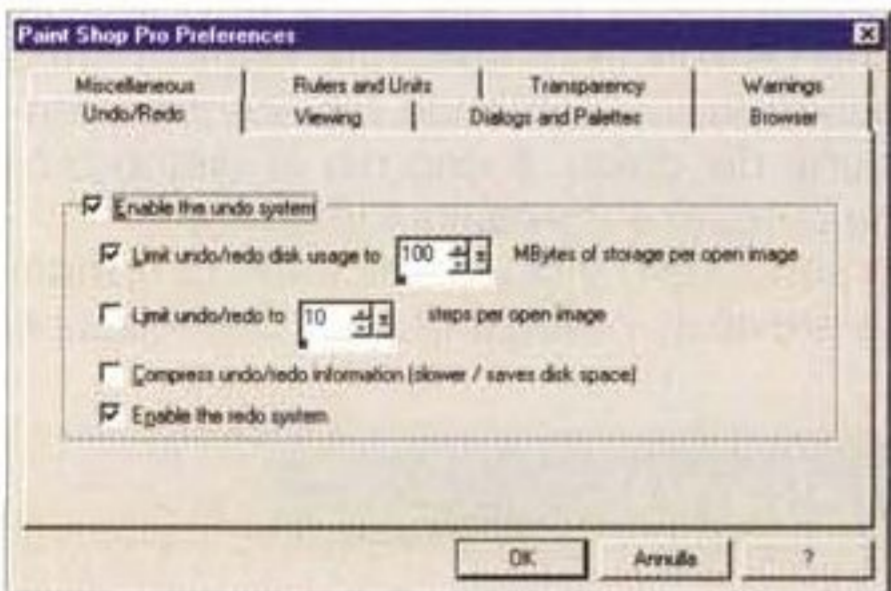 Paint Shop Pro Preferences
Miscellaneous Rulers and Units Transparency Warnings
Undo/Redo Viewing Dialogs and Palettes Browser
Enable the undo system
Limit undo/redo disk usage to 100 MBytes of storage per open image
Limit undo/redo to 10 steps per open image
Compress undo/redo information (slower / saves disk space)
Enable the redo system
OK Annulla ?